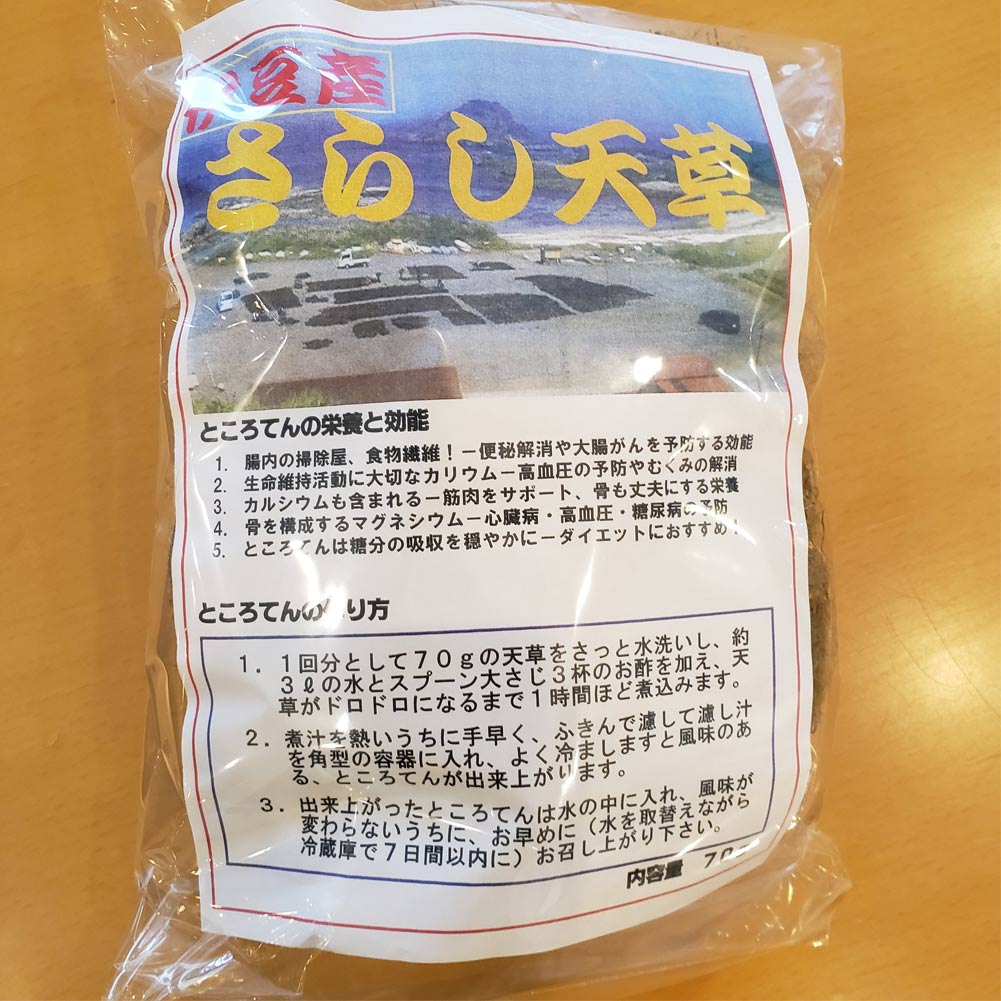 豆産
さらし天草
ところてんの栄養と効能
1. 腸内の掃除屋、食物繊維!ー便秘解消や大腸がんを予防する効能
2. 生命維持活動に大切なカリウムー高血圧の予防やむくみの解消
3. カルシウムも含まれるー筋肉をサポート、骨も丈夫にする栄養
4. 骨を構成するマグネシウムー心臓病・高血圧・糖尿病の予防
5. ところてんは糖分の吸収を穏やかにーダイエットにおすすめ!
ところてんの り方
1. 1回分として70gの天草をさっと水洗いし、約
3ℓの水とスプーン大さじ3杯のお酢を加え、天
草がドロドロになるまで1時間ほど煮込みます。
2. 煮汁を熱いうちに手早く、ふきんで濾して濾し汁
を角型の容器に入れ、よく冷ましますと風味のあ
る、ところてんが出来上がります。
3. 出来上がったところてんは水の中に入れ、風味が
変わらないうちに、お早めに(水を取替えながら
冷蔵庫で7日間以内に)お召し上がり下さい。
内容量 70